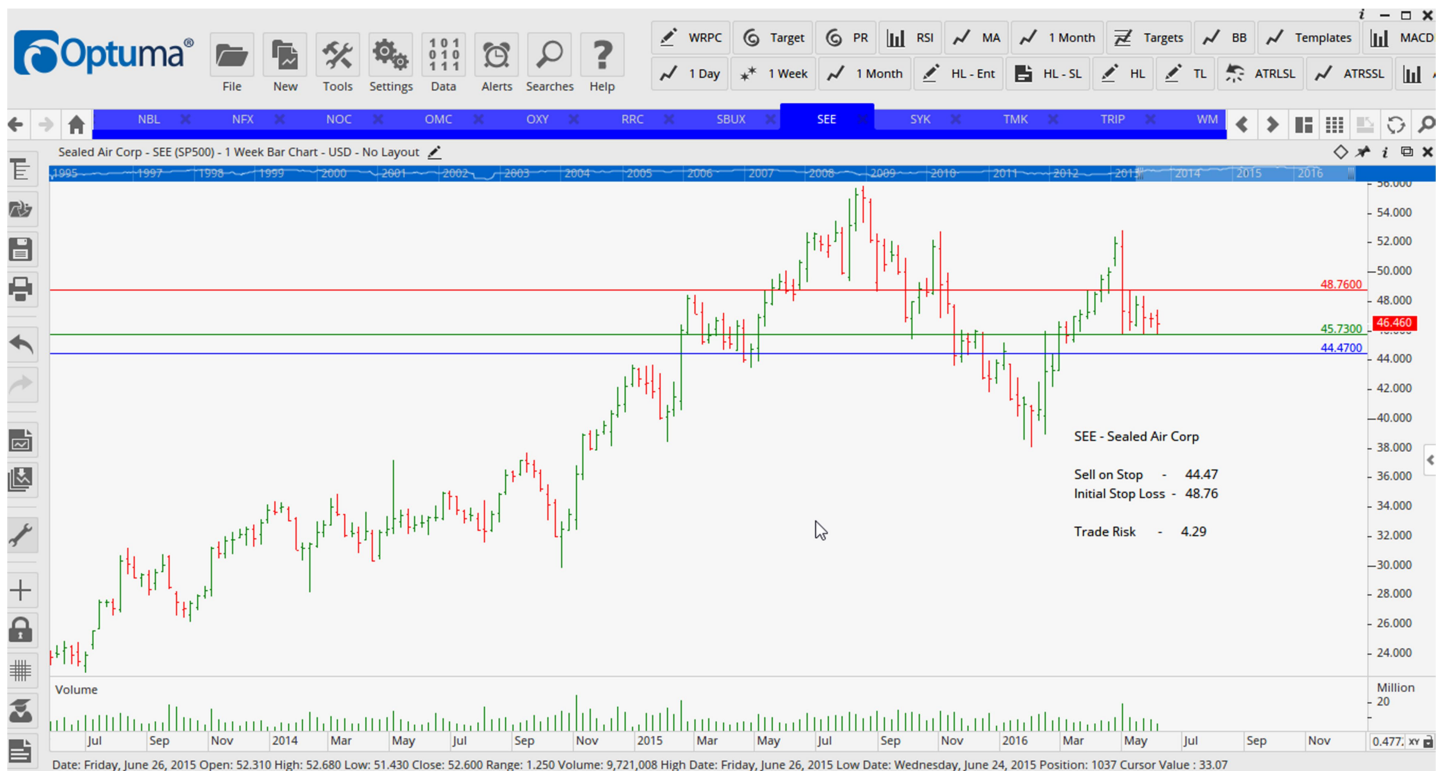 Optuma®
File
New
Tools
Settings
101
010
111
Data
Alerts
Searches
Help
WRPC
Target
PR
RSI
MA
1 Month
Targets
BB
Templates
MACD
1 Day
1 Week
1 Month
HL - Ent
HL - SL
HL
TL
ATRLSL
ATRSSL
NBL
NFX
NOC
OMC
OXY
RRC
SBUX
SEE
SYK
TMK
TRIP
WM
Sealed Air Corp - SEE (SP500) - 1 Week Bar Chart - USD - No Layout
1995 1997 1998 1999 2000 2001 2002 2003 2004 2005 2006 2007 2008 2009 2010 2011 2012 2013 2014 2015 2016
56.000
54.000
52.000
50.000
48.7600
48.000
46.460
45.7300
44.4700
44.000
42.000
40.000
38.000
36.000
34.000
32.000
30.000
28.000
26.000
24.000
SEE - Sealed Air Corp
Sell on Stop - 44.47
Initial Stop Loss - 48.76
Trade Risk - 4.29
Volume
Million
20
Jul Sep Nov 2014 Mar May Jul Sep Nov 2015 Mar May Jul Sep Nov 2016 Mar May Jul Sep Nov
XY
Date: Friday, June 26, 2015 Open: 52.310 High: 52.680 Low: 51.430 Close: 52.600 Range: 1.250 Volume: 9,721,008 High Date: Friday, June 26, 2015 Low Date: Wednesday, June 24, 2015 Position: 1037 Cursor Value : 33.07